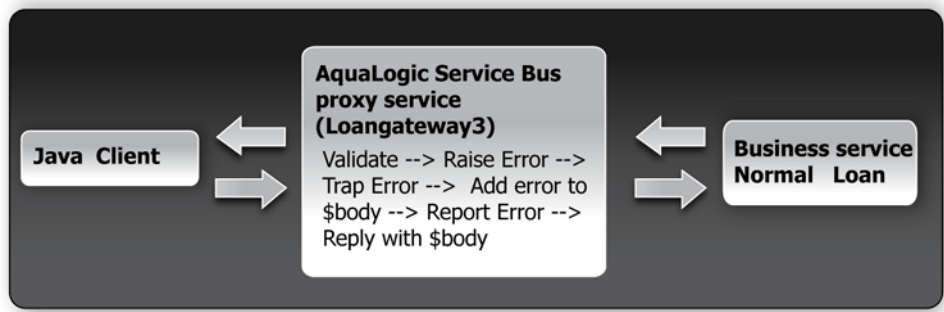 Java Client
AquaLogic Service Bus
proxy service
(Loangateway3)
Validate --> Raise Error -->
Trap Error --> Add error to
$body --> Report Error -->
Reply with $body
Business service
Normal Loan